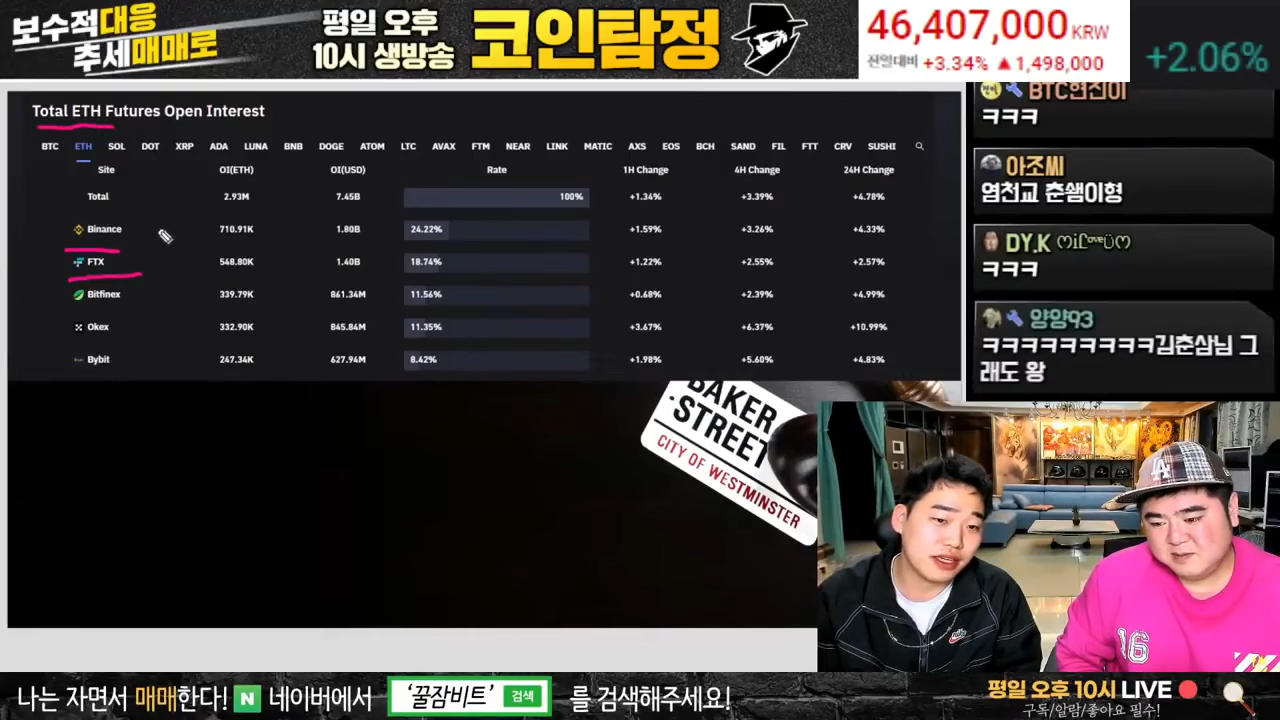 보수적대응
추세매매로
평일 오후
10시 생방송
코인탐정
46,407,000 KRW
전일대비 +3.34% ▲1,498,000
+2.06%
Total ETH Futures Open Interest
BTC ETH SOL DOT XRP ADA LUNA BNB DOGE ATOM LTC AVAX FTM NEAR LINK MATIC AXS EOS BCH SAND FIL FTT CRV SUSHI
Site OI(ETH) OI(USD) Rate 1H Change 4H Change 24H Change
Total 2.93M 7.45B 100% +1.34% +3.39% +4.78%
Binance 710.91K 1.80B 24.22% +1.59% +3.26% +4.33%
FTX 548.80K 1.40B 18.74% +1.22% +2.55% +2.57%
Bitfinex 339.79K 861.34M 11.56% +0.68% +2.39% +4.99%
Okex 332.90K 845.84M 11.35% +3.67% +6.37% +10.99%
Bybit 247.34K 627.94M 8.42% +1.98% +5.60% +4.83%
BTC현진이
ㅋㅋㅋ
아조씨
염천교 춘쌤이형
DY.K
ㅋㅋㅋ
양양93
ㅋㅋㅋㅋㅋㅋㅋㅋㅋ김춘삼님 그
래도 왕
BAKER
STREET
CITY OF WESTMINSTER
LA
16
나는 자면서 매매한다! N 네이버에서 '꿀잠비트' 검색 를 검색해주세요!
평일 오후 10시 LIVE
구독/알람/좋아요 필수!